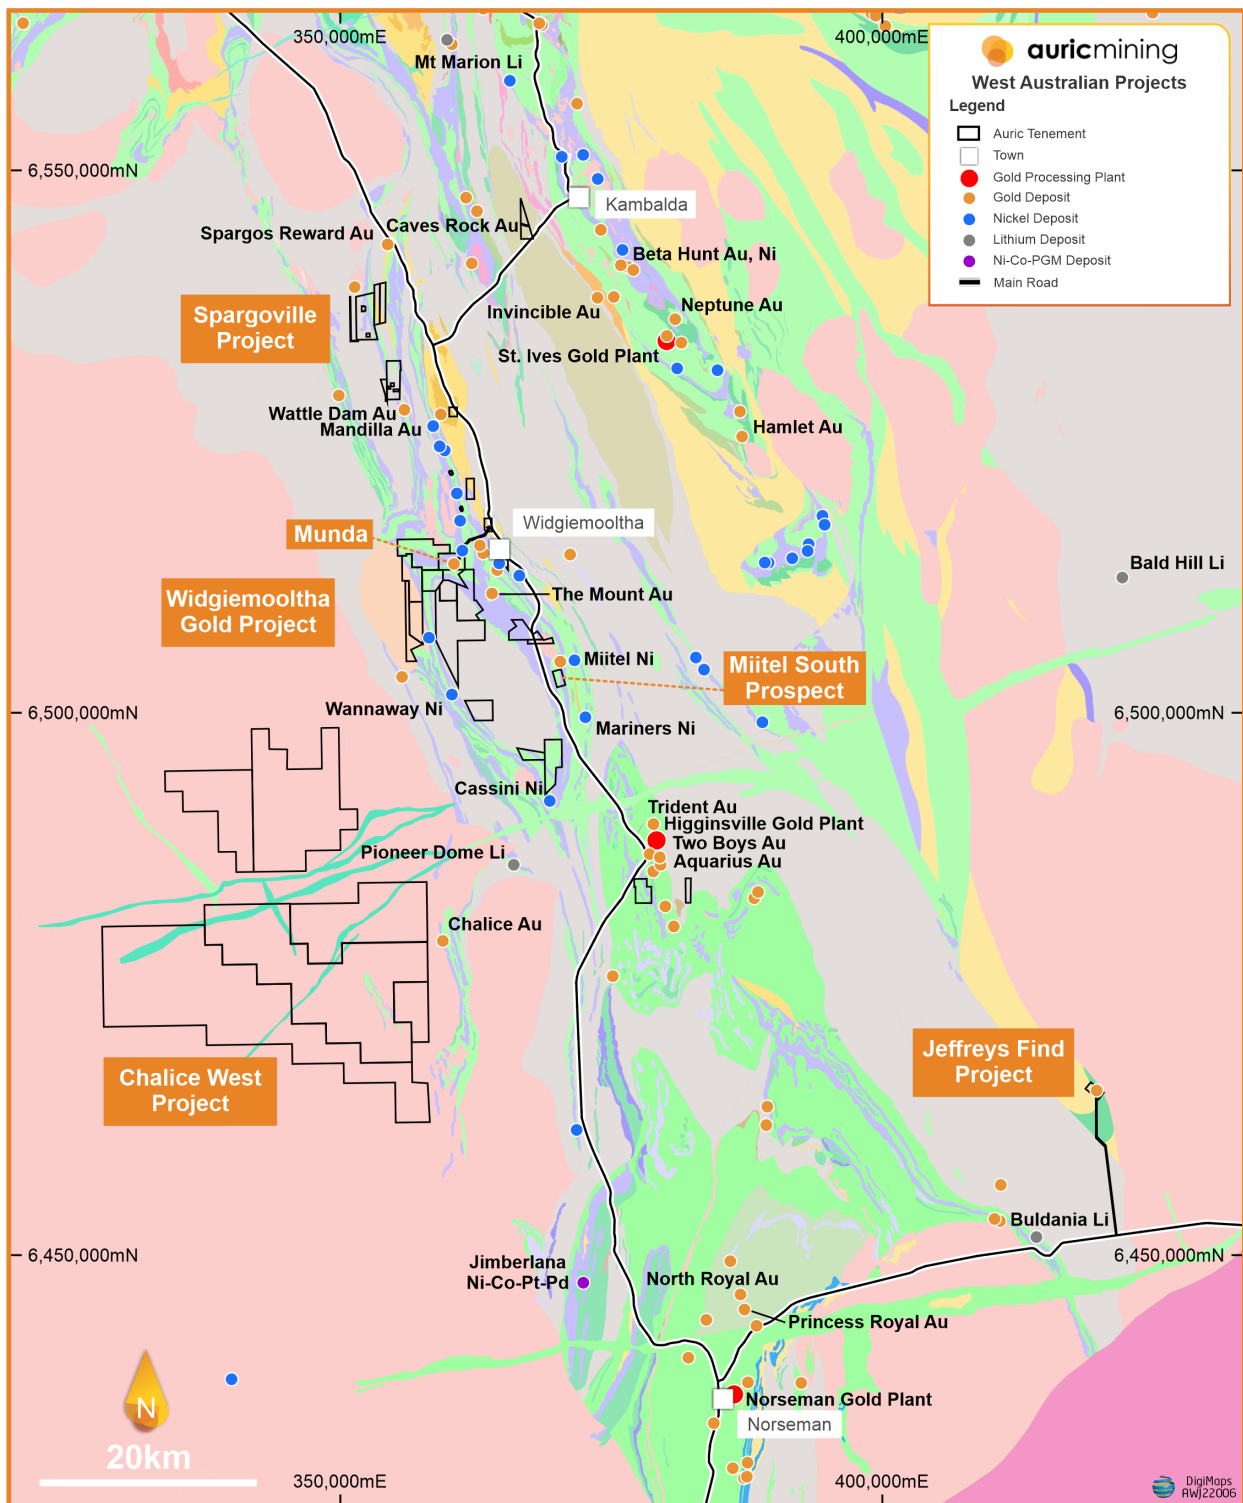 350,000mE
400,000mE
auricmining
West Australian Projects
Legend
Auric Tenement
Town
Gold Processing Plant
Gold Deposit
Nickel Deposit
Lithium Deposit
Ni-Co-PGM Deposit
Main Road
Mt Marion Li
6,550,000mN
Kambalda
Spargos Reward Au
Caves Rock Au
Beta Hunt Au, Ni
Invincible Au
Neptune Au
Spargoville
Project
St. Ives Gold Plant
Wattle Dam Au
Mandilla Au
Hamlet Au
Widgiemooltha
Munda
Bald Hill Li
Widgiemooltha
Gold Project
The Mount Au
Miitel Ni
Miitel South
Prospect
Wannaway Ni
6,500,000mN
6,500,000mN
Mariners Ni
Cassini Ni
Trident Au
Higginsville Gold Plant
Two Boys Au
Pioneer Dome Li
Aquarius Au
Chalice Au
Jeffreys Find
Project
Chalice West
Project
Buldania Li
6,450,000mN
6,450,000mN
Jimberlana
Ni-Co-Pt-Pd
North Royal Au
Princess Royal Au
N
Norseman Gold Plant
Norseman
20km
350,000mE
400,000mE
DigiMaps
AWJ22006